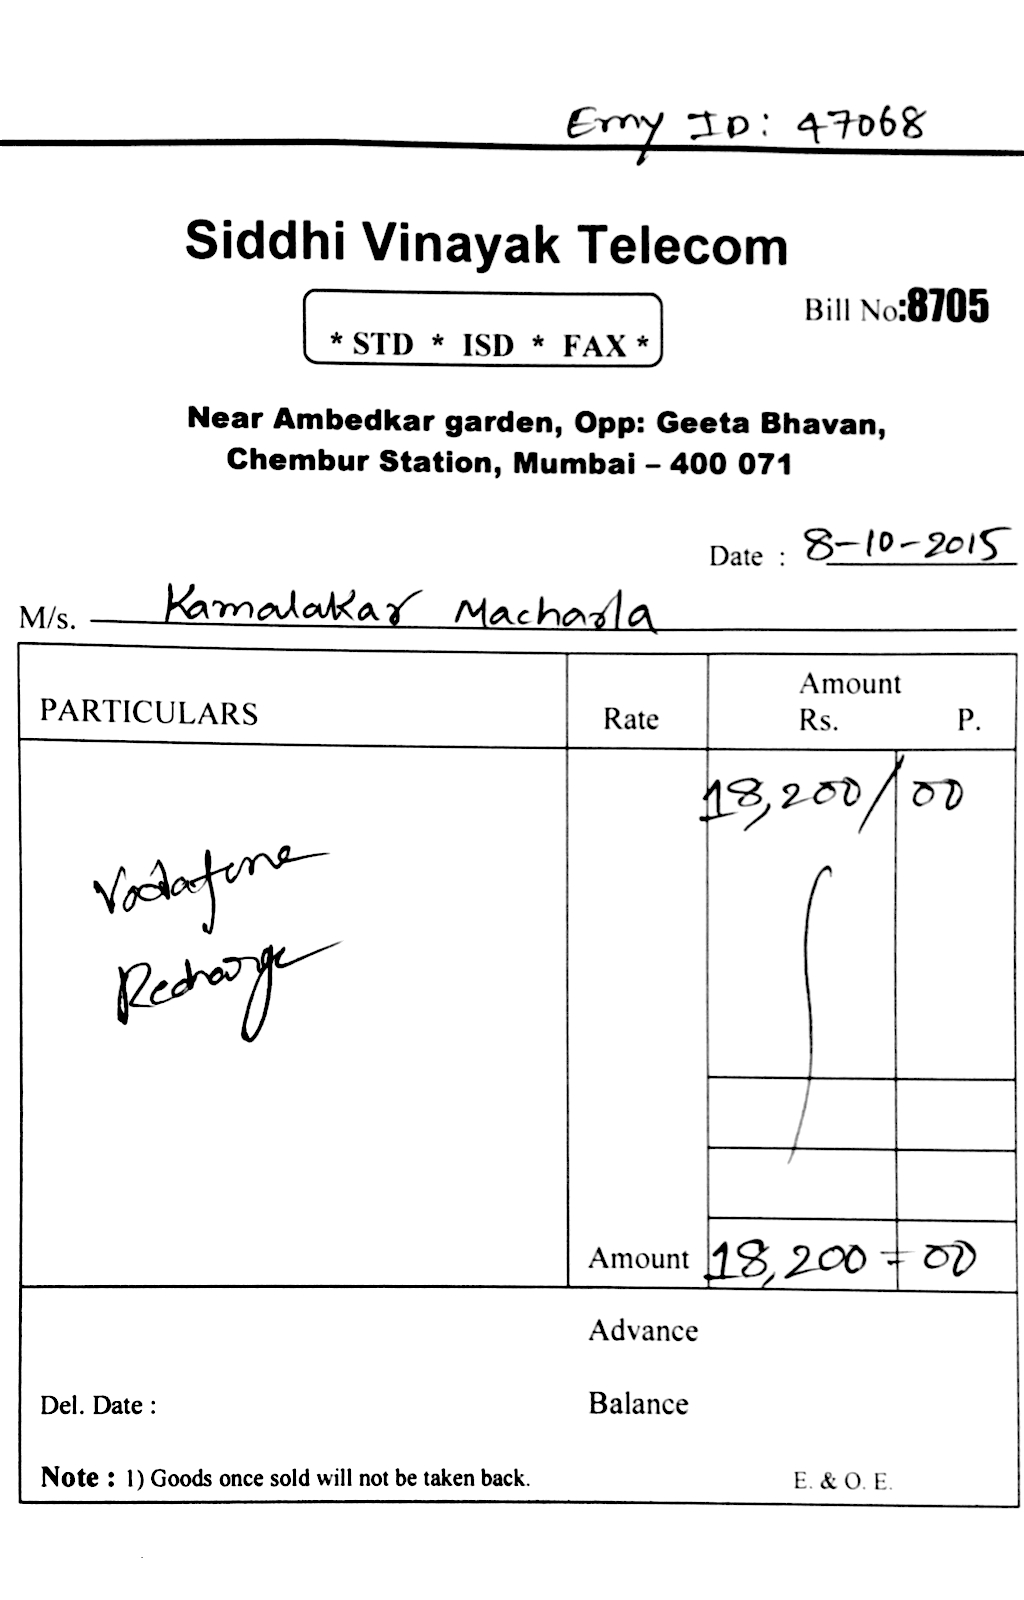 Emy ID: 47068
Siddhi Vinayak Telecom
Bill No:8705
* STD * ISD * FAX *
Near Ambedkar garden, Opp: Geeta Bhavan,
Chembur Station, Mumbai – 400 071
Date : 8-10-2015
M/s. Kamalakar Macharla
PARTICULARS Rate Amount Rs. P.
18,200/00
Vodafone
Recharge
Amount 18,200=00
Advance
Del. Date : Balance
Note : 1) Goods once sold will not be taken back. E. & O. E.